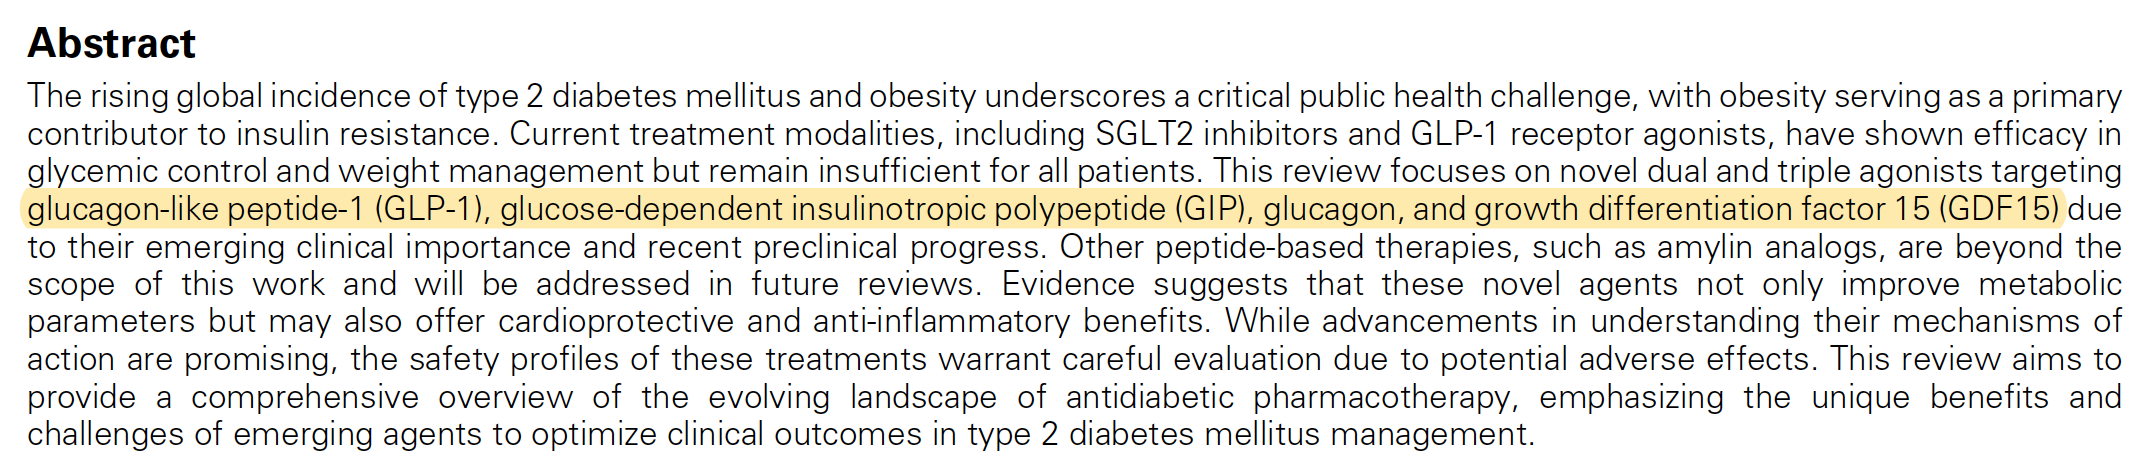 Abstract
The rising global incidence of type 2 diabetes mellitus and obesity underscores a critical public health challenge, with obesity serving as a primary
contributor to insulin resistance. Current treatment modalities, including SGLT2 inhibitors and GLP-1 receptor agonists, have shown efficacy in
glycemic control and weight management but remain insufficient for all patients. This review focuses on novel dual and triple agonists targeting
glucagon-like peptide-1 (GLP-1), glucose-dependent insulinotropic polypeptide (GIP), glucagon, and growth differentiation factor 15 (GDF15) due
to their emerging clinical importance and recent preclinical progress. Other peptide-based therapies, such as amylin analogs, are beyond the
scope of this work and will be addressed in future reviews. Evidence suggests that these novel agents not only improve metabolic
parameters but may also offer cardioprotective and anti-inflammatory benefits. While advancements in understanding their mechanisms of
action are promising, the safety profiles of these treatments warrant careful evaluation due to potential adverse effects. This review aims to
provide a comprehensive overview of the evolving landscape of antidiabetic pharmacotherapy, emphasizing the unique benefits and
challenges of emerging agents to optimize clinical outcomes in type 2 diabetes mellitus management.